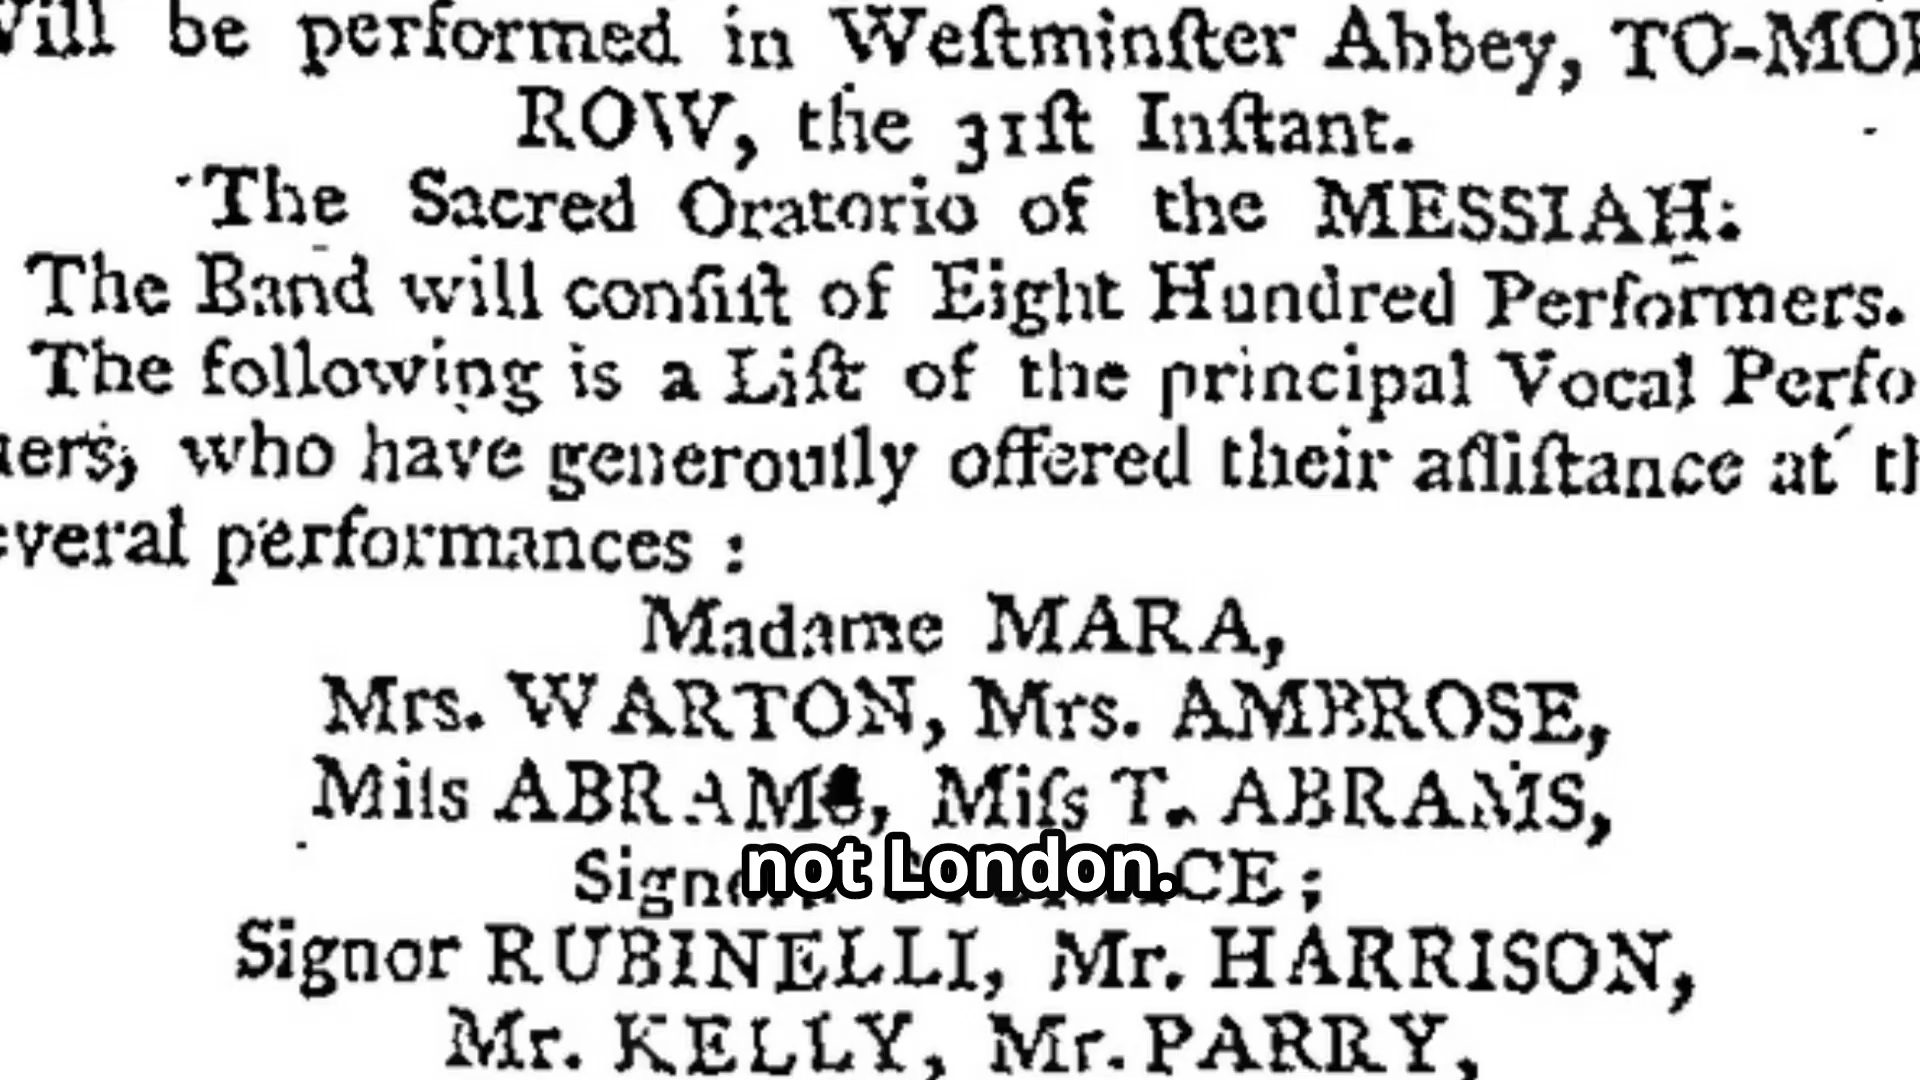 Will be performed in Weſtminſter Abbey, TO-MOR
ROW, the 31ſt Inſtant.
The Sacred Oratorio of the MESSIAH:
The Band will conſiſt of Eight Hundred Performers.
The following is a Liſt of the principal Vocal Perfo
ers, who have generouſly offered their aſſiſtance at th
everal performances :
Madame MARA,
Mrs. WARTON, Mrs. AMBROSE,
Miſs ABRAMS, Miſs T. ABRAMS,
CE;
not London.
Signor RUBINELLI, Mr. HARRISON,
Mr. KELLY, Mr. PARRY,